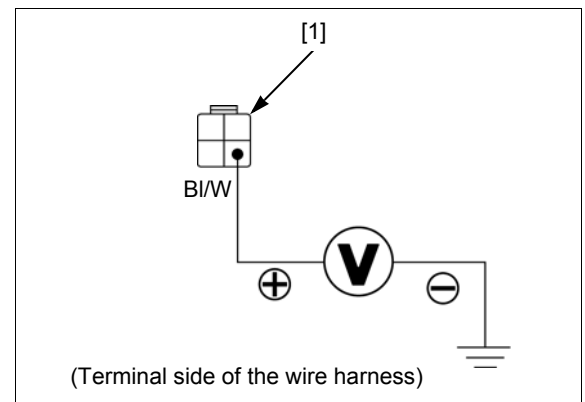 [1]
Bl/W
V
+
−
(Terminal side of the wire harness)